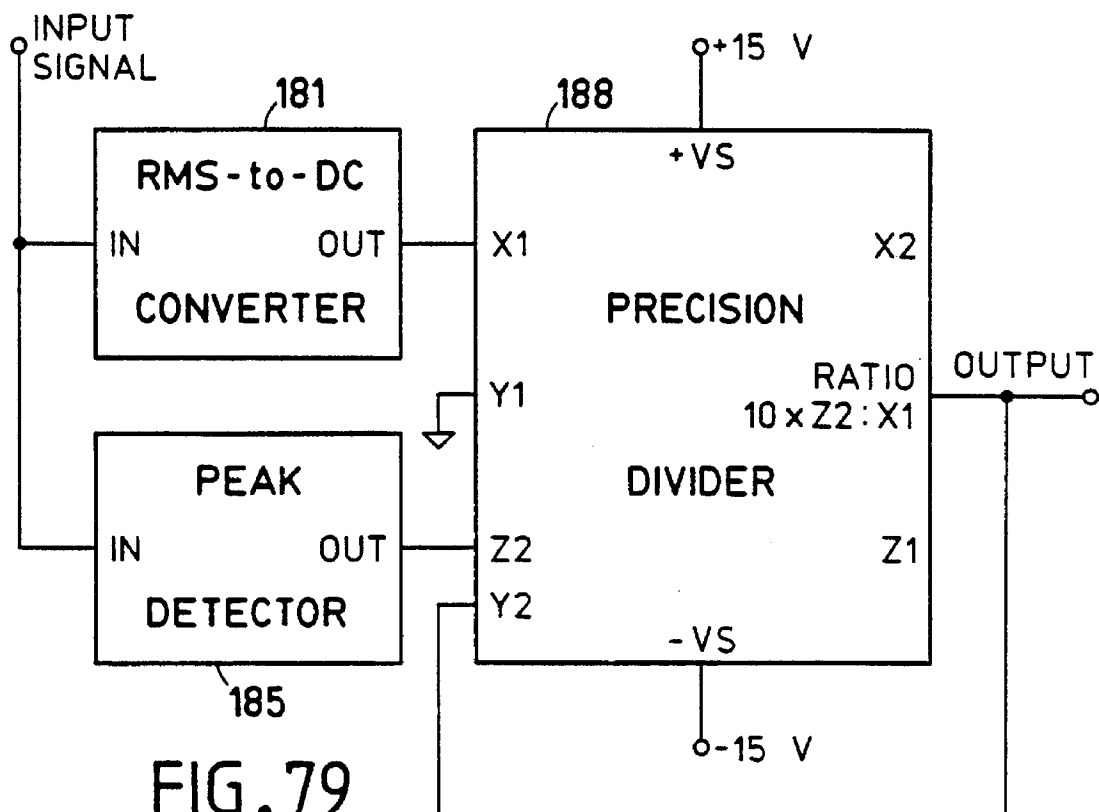 INPUT
SIGNAL
+15 V
181
188
RMS-to-DC
IN
OUT
CONVERTER
+VS
X1
X2
PRECISION
Y1
RATIO
10 x Z2 : X1
OUTPUT
DIVIDER
PEAK
IN
OUT
DETECTOR
Z2
Z1
Y2
-VS
185
-15 V
FIG. 79